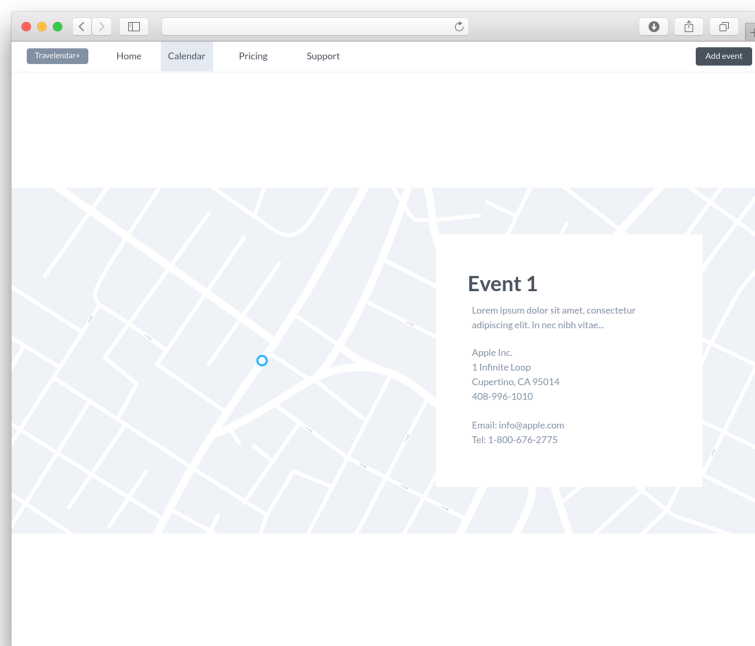 Travelendar+
Home
Calendar
Pricing
Support
Add event
Event 1
Lorem ipsum dolor sit amet, consectetur
adipiscing elit. In nec nibh vitae...
Apple Inc.
1 Infinite Loop
Cupertino, CA 95014
408-996-1010
Email: info@apple.com
Tel: 1-800-676-2775